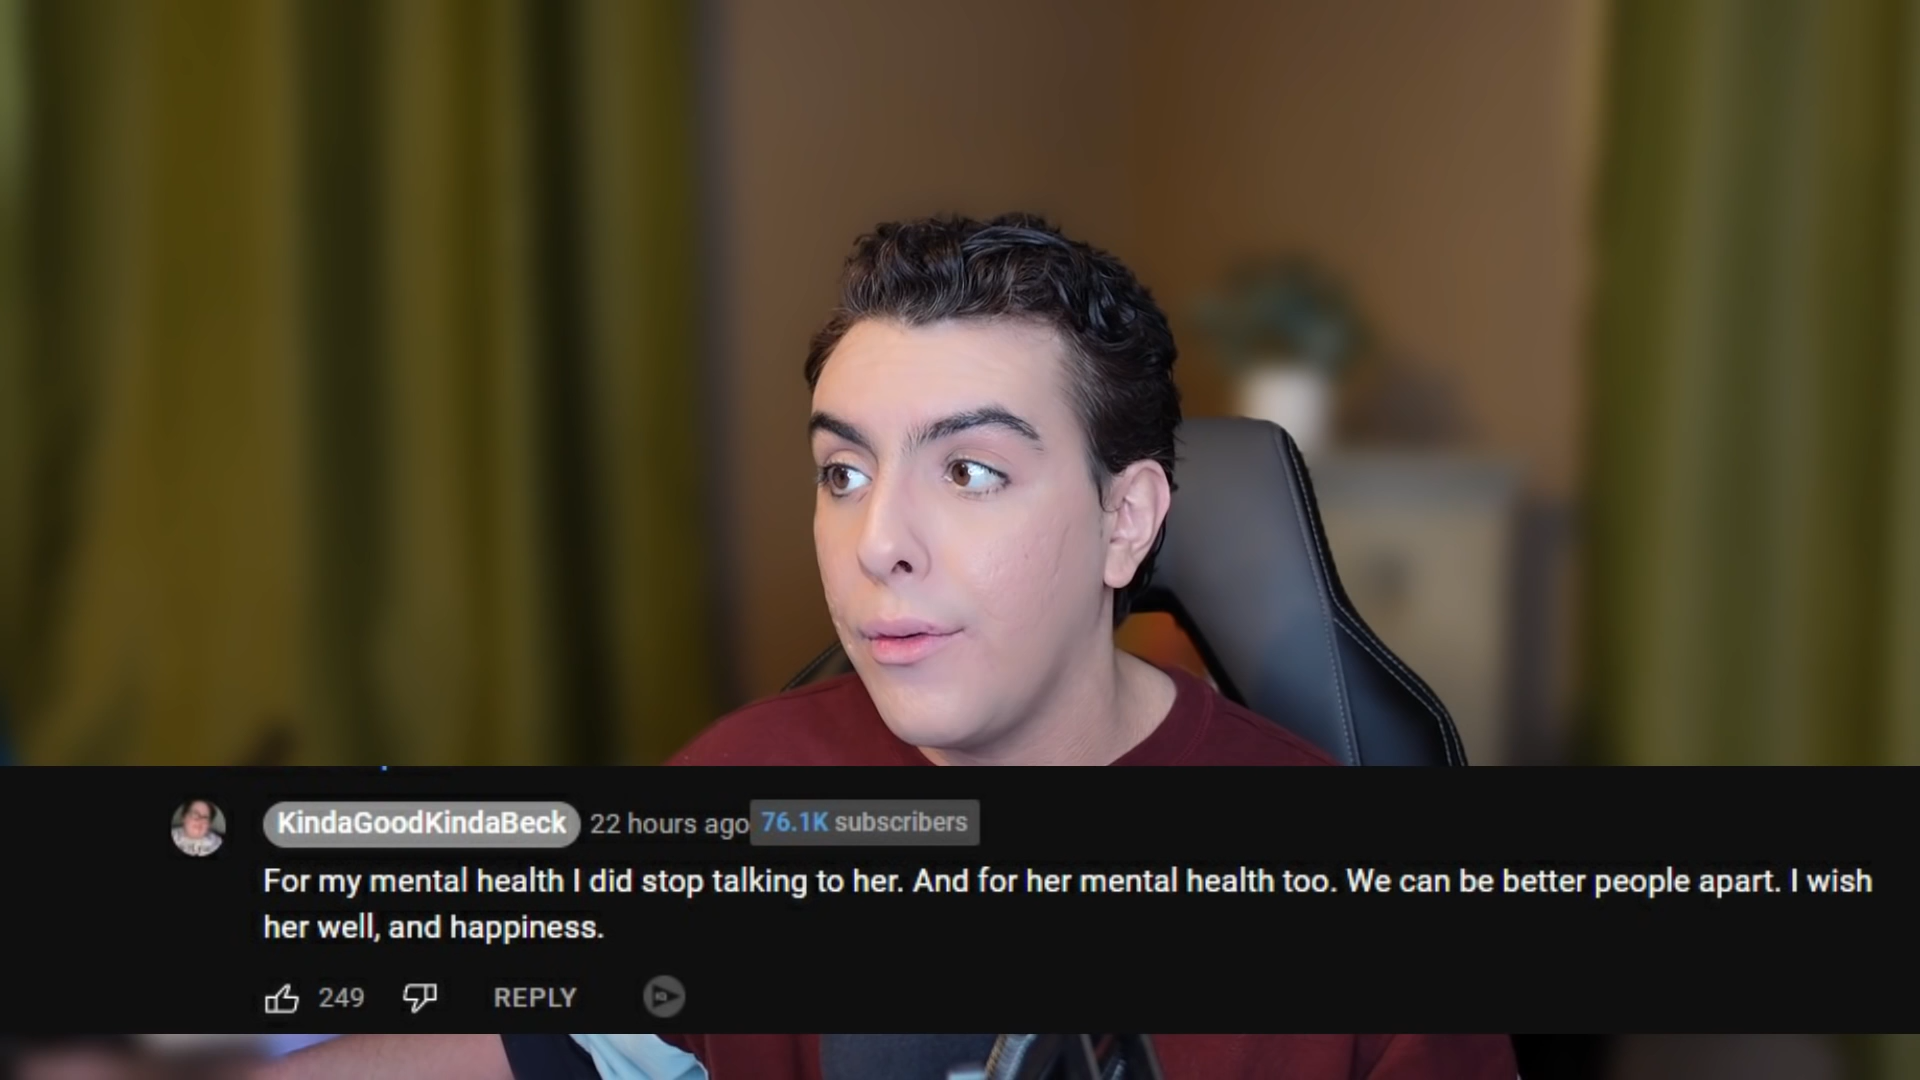 KindaGoodKindaBeck 22 hours ago 76.1K subscribers
For my mental health I did stop talking to her. And for her mental health too. We can be better people apart. I wish
her well, and happiness.
249 REPLY